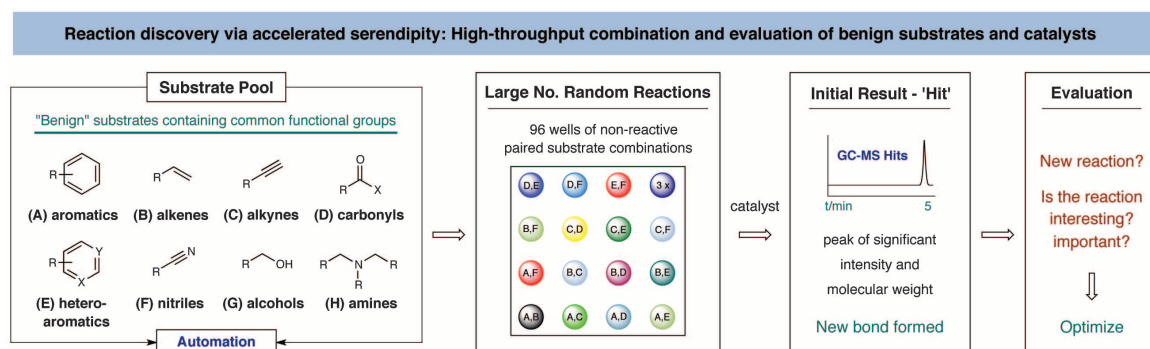 Reaction discovery via accelerated serendipity: High-throughput combination and evaluation of benign substrates and catalysts
Substrate Pool
"Benign" substrates containing common functional groups
R
R
R
O
R
X
(A) aromatics
(B) alkenes
(C) alkynes
(D) carbonyls
R
Y
X
R
N
R
OH
R
N
R
R
(E) hetero-
aromatics
(F) nitriles
(G) alcohols
(H) amines
Automation
Large No. Random Reactions
96 wells of non-reactive
paired substrate combinations
D,E
D,F
E,F
3 x
B,F
C,D
C,E
C,F
A,F
B,C
B,D
B,E
A,B
A,C
A,D
A,E
catalyst
Initial Result - 'Hit'
GC-MS Hits
t/min
5
peak of significant
intensity and
molecular weight
New bond formed
Evaluation
New reaction?
Is the reaction
interesting?
important?
Optimize